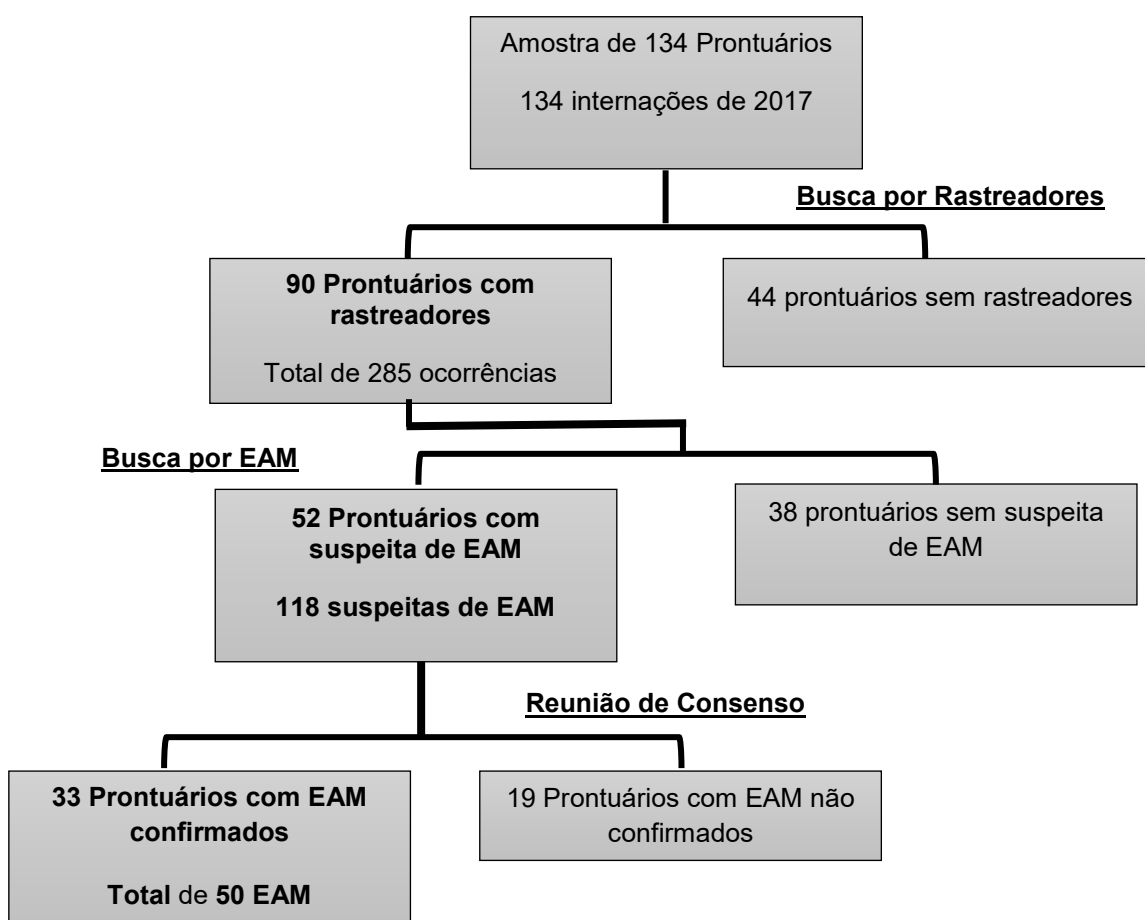 Amostra de 134 Prontuários
134 internações de 2017
Busca por Rastreadores
90 Prontuários com
rastreadores
Total de 285 ocorrências
44 prontuários sem rastreadores
Busca por EAM
52 Prontuários com
suspeita de EAM
118 suspeitas de EAM
38 prontuários sem suspeita
de EAM
Reunião de Consenso
33 Prontuários com EAM
confirmados
Total de 50 EAM
19 Prontuários com EAM não
confirmados